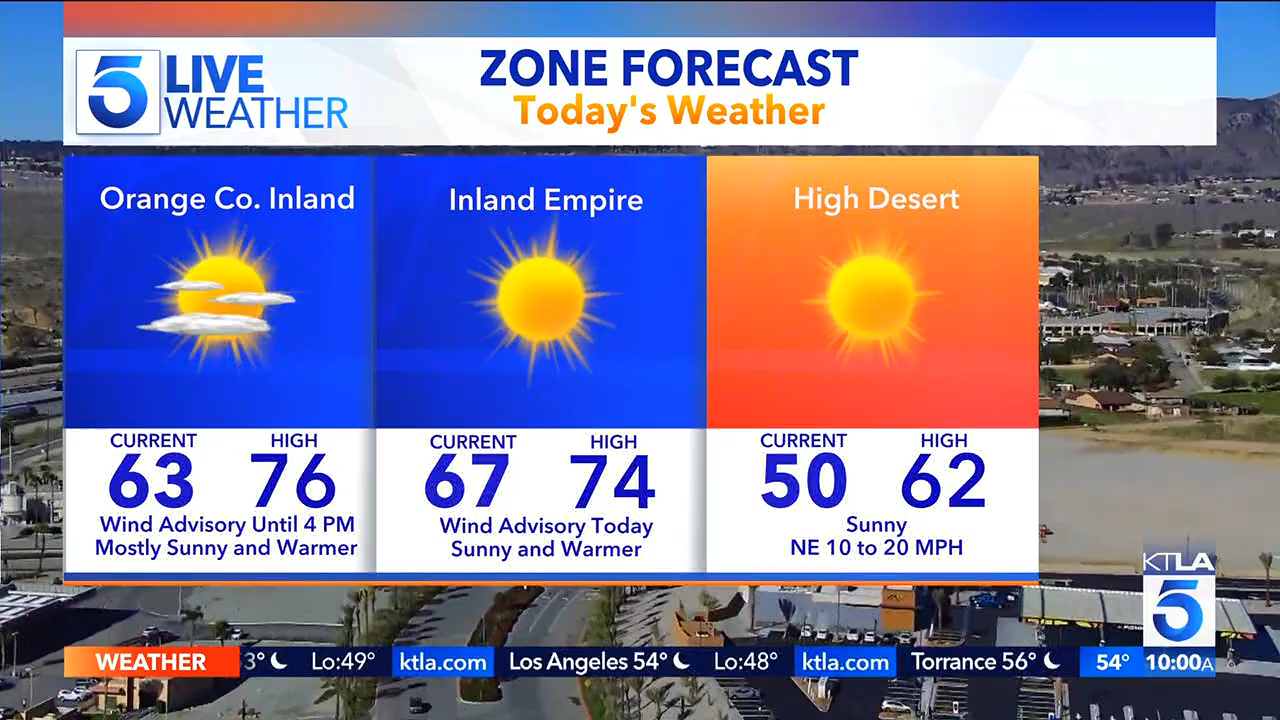 5 LIVE
WEATHER
ZONE FORECAST
Today's Weather
Orange Co. Inland
CURRENT HIGH
63 76
Wind Advisory Until 4 PM
Mostly Sunny and Warmer
Inland Empire
CURRENT HIGH
67 74
Wind Advisory Today
Sunny and Warmer
High Desert
CURRENT HIGH
50 62
Sunny
NE 10 to 20 MPH
KTLA
5
WEATHER 3° Lo:49° ktla.com Los Angeles 54° Lo:48° ktla.com Torrance 56° 54° 10:00A